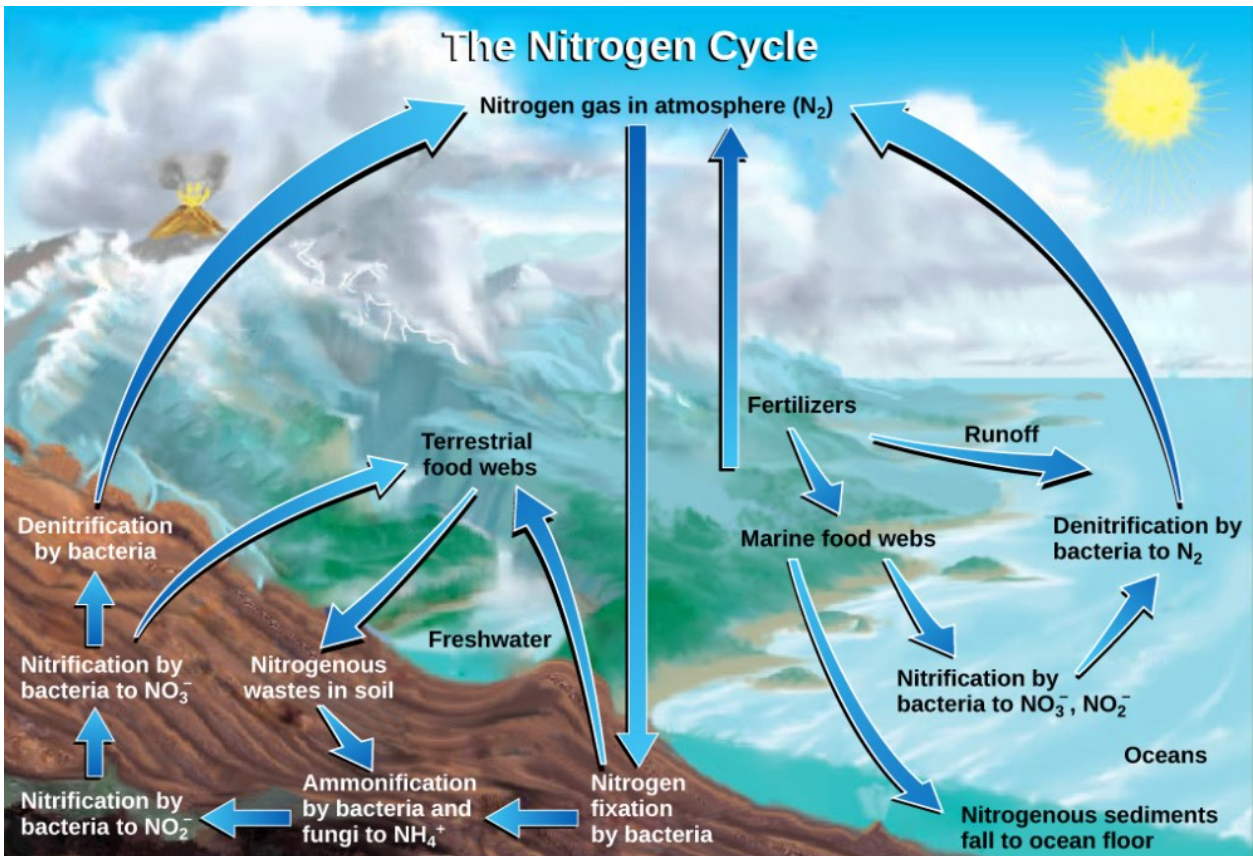 The Nitrogen Cycle
Nitrogen gas in atmosphere (N₂)
Fertilizers
Runoff
Terrestrial
food webs
Denitrification
by bacteria
Marine food webs
Denitrification by
bacteria to N₂
Freshwater
Nitrification by
bacteria to NO₃⁻
Nitrogenous
wastes in soil
Nitrification by
bacteria to NO₃⁻, NO₂⁻
Oceans
Nitrification by
bacteria to NO₂⁻
Ammonification
by bacteria and
fungi to NH₄⁺
Nitrogen
fixation
by bacteria
Nitrogenous sediments
fall to ocean floor